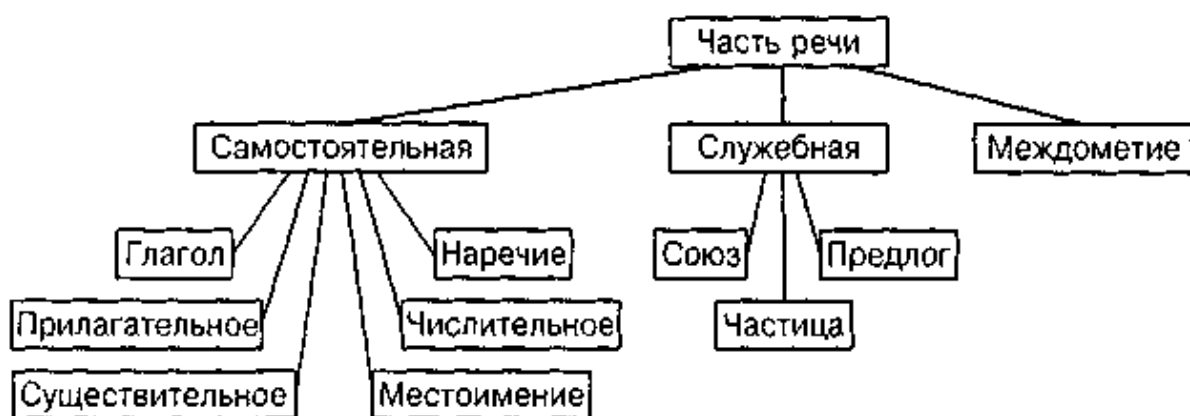 Часть речи
Самостоятельная
Служебная
Междометие
Глагол
Наречие
Союз
Предлог
Прилагательное
Числительное
Частица
Существительное
Местоимение